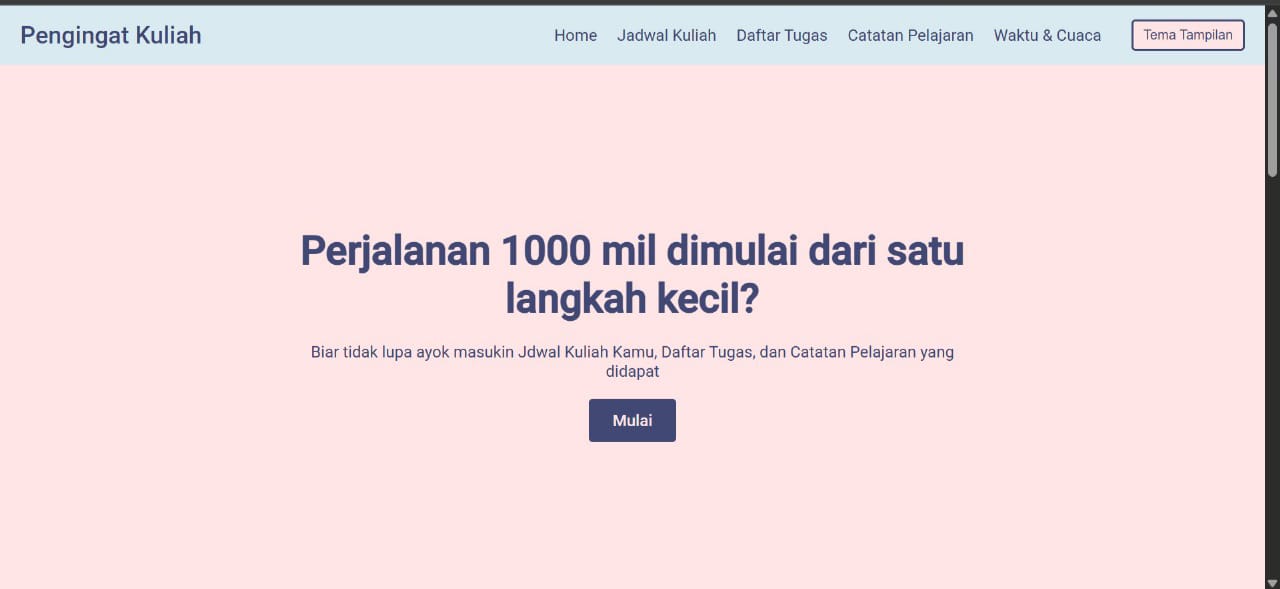 Pengingat Kuliah
Home Jadwal Kuliah Daftar Tugas Catatan Pelajaran Waktu & Cuaca Tema Tampilan
Perjalanan 1000 mil dimulai dari satu
langkah kecil?
Biar tidak lupa ayok masukin Jdwal Kuliah Kamu, Daftar Tugas, dan Catatan Pelajaran yang
didapat
Mulai